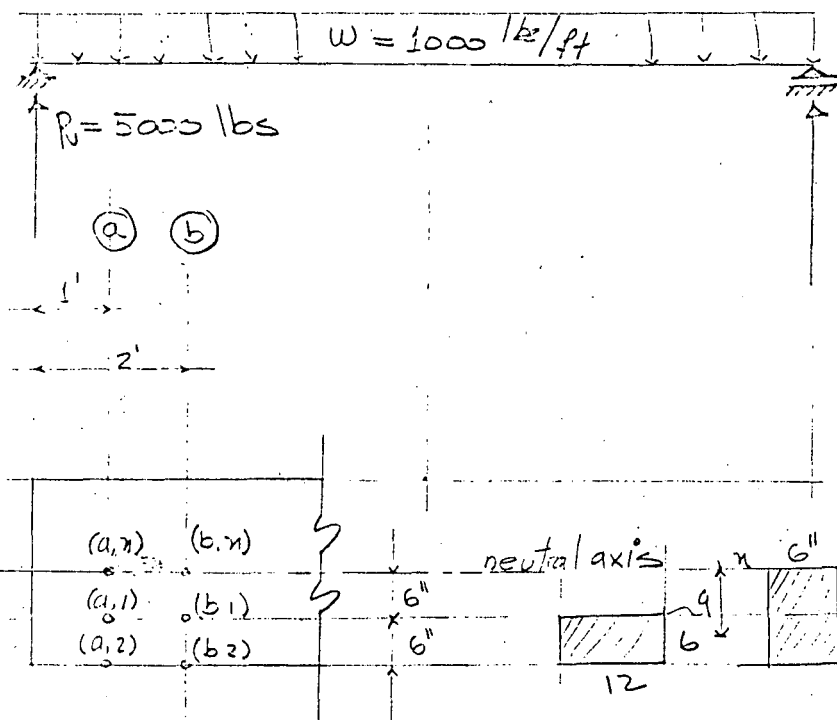 w = 1000 lbs/ft
R = 5000 lbs
a b
1'
2'
(a, n) (b, n)
neutral axis n 6"
(a, 1) (b 1) 6" 9
(a, 2) (b 2) 6" 6
12